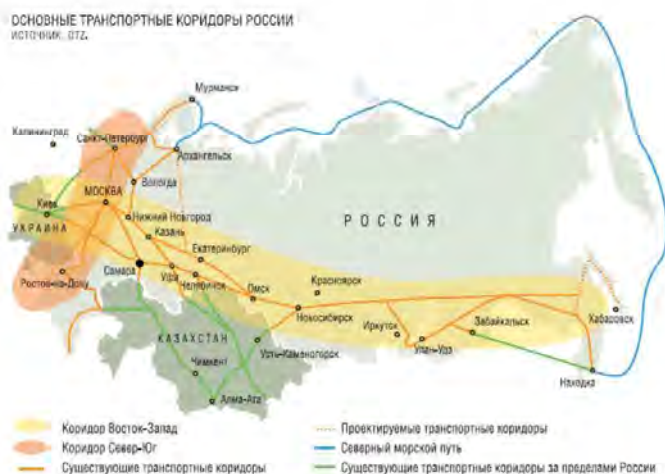 ОСНОВНЫЕ ТРАНСПОРТНЫЕ КОРИДОРЫ РОССИИ
ИСТОЧНИК: DTZ.
Мурманск
Калининград
Санкт-Петербург
Архангельск
Вологда
МОСКВА
Киев
УКРАИНА
Нижний Новгород
Казань
РОССИЯ
Екатеринбург
Ростов-на-Дону
Самара
Уфа
Челябинск
Омск
Красноярск
Новосибирск
Иркутск
Улан-Удэ
Забайкальск
Хабаровск
КАЗАХСТАН
Усть-Каменогорск
Чимкент
Алма-Ата
Находка
Коридор Восток-Запад
Коридор Север-Юг
Существующие транспортные коридоры
Проектируемые транспортные коридоры
Северный морской путь
Существующие транспортные коридоры за пределами России